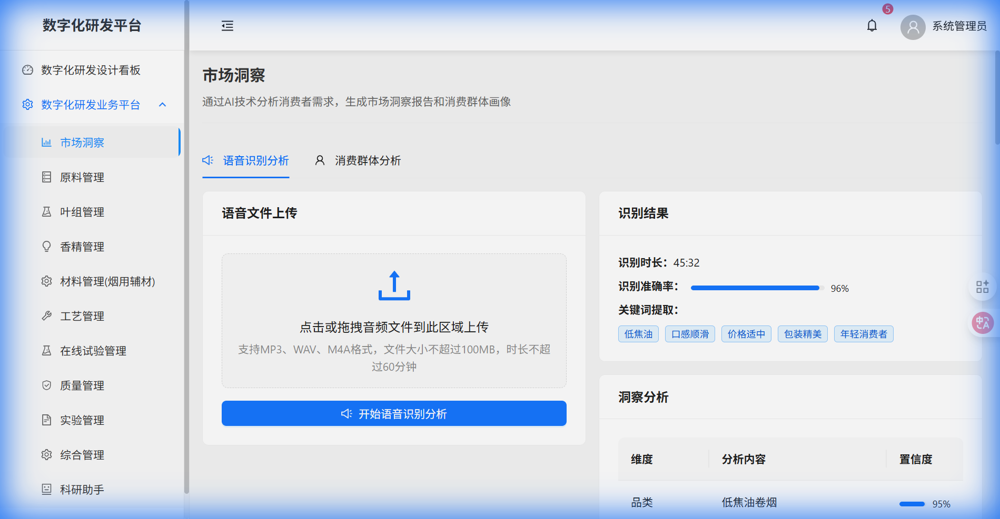 数字化研发平台
5
系统管理员
数字化研发设计看板
数字化研发业务平台
市场洞察
原料管理
叶组管理
香精管理
材料管理(烟用辅材)
工艺管理
在线试验管理
质量管理
实验管理
综合管理
科研助手
市场洞察
通过AI技术分析消费者需求，生成市场洞察报告和消费群体画像
语音识别分析
消费群体分析
语音文件上传
点击或拖拽音频文件到此区域上传
支持MP3、WAV、M4A格式，文件大小不超过100MB，时长不超
过60分钟
开始语音识别分析
识别结果
识别时长：45:32
识别准确率： 96%
关键词提取：
低焦油 口感顺滑 价格适中 包装精美 年轻消费者
洞察分析
维度 分析内容 置信度
品类 低焦油卷烟 95%
中A